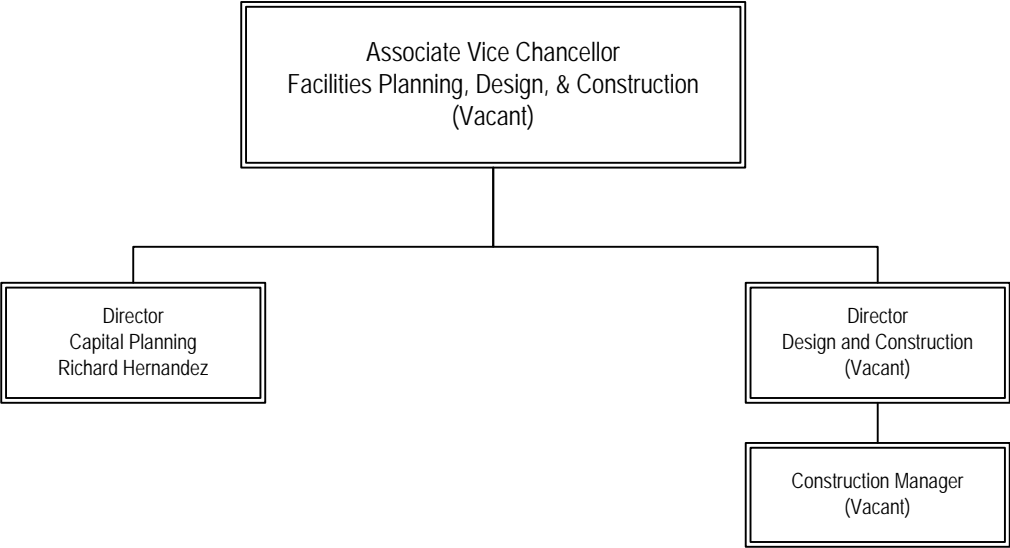 Associate Vice Chancellor
Facilities Planning, Design, & Construction
(Vacant)
Director
Capital Planning
Richard Hernandez
Director
Design and Construction
(Vacant)
Construction Manager
(Vacant)